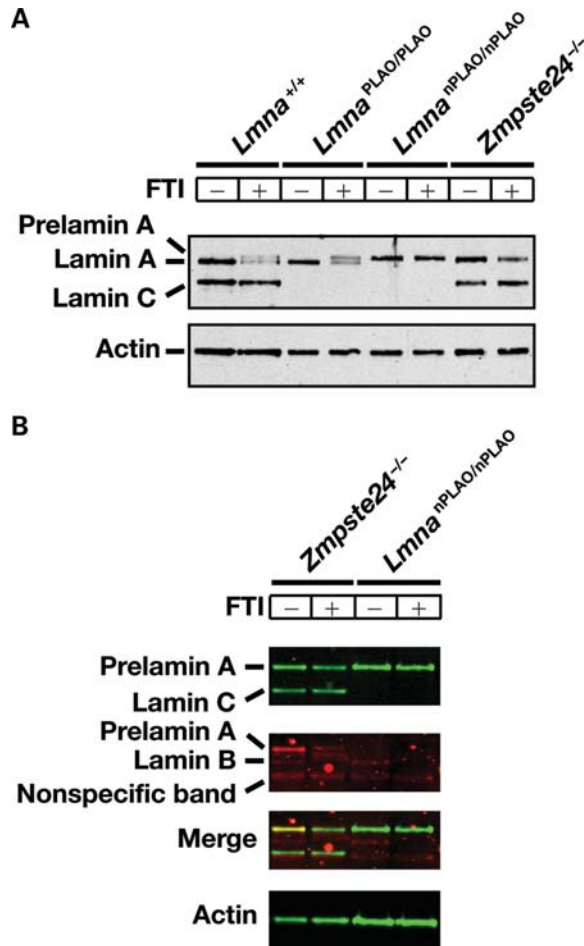 A
Lmna+/+
LmnaPLAO/PLAO
LmnanPLAO/nPLAO
Zmpste24–/–
FTI – + – + – + – +
Prelamin A
Lamin A
Lamin C
Actin
B
Zmpste24–/–
LmnanPLAO/nPLAO
FTI – + – +
Prelamin A
Lamin C
Prelamin A
Lamin B
Nonspecific band
Merge
Actin